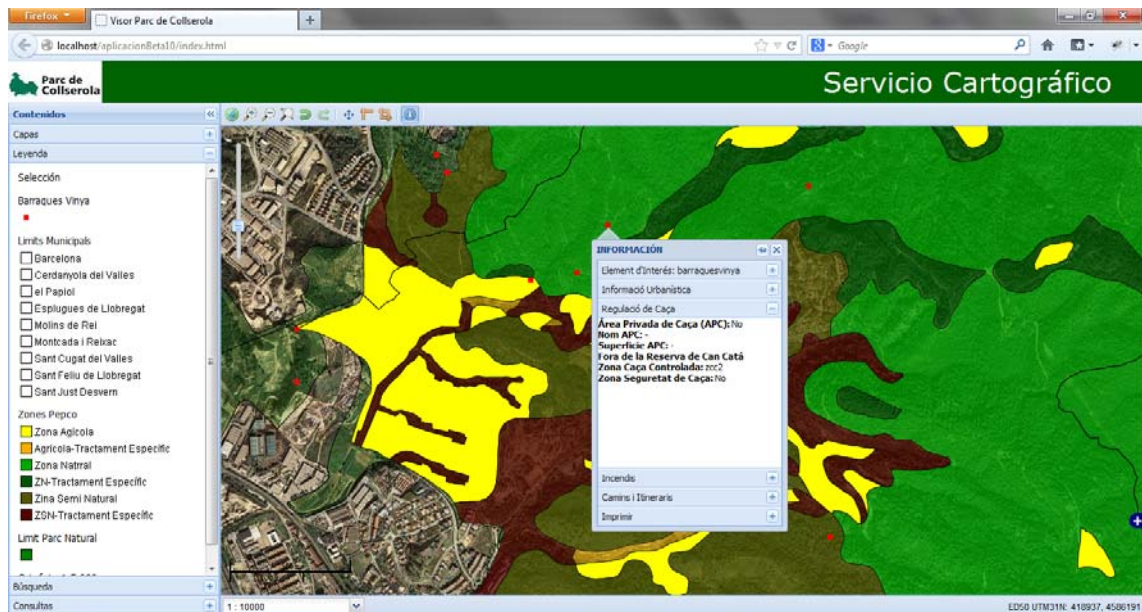 Firefox
Visor Parc de Collserola
localhost/aplicacionBeta10/index.html
Google
Parc de
Collserola
Servicio Cartográfico
Contenidos
Capas
Leyenda
Selección
Barraques Vinya
Limits Municipals
Barcelona
Cerdanyola del Valles
el Papiol
Esplugues de Llobregat
Molins de Rei
Montcada i Reixac
Sant Cugat del Valles
Sant Feliu de Llobregat
Sant Just Desvern
Zones Pepco
Zona Agícola
Agricola-Tractament Específic
Zona Natrral
ZN-Tractament Específic
Zina Semi Natural
ZSN-Tractament Específic
Limit Parc Natural
Búsqueda
Consultas
INFORMACIÓN
Element d'Interés: barraquesvinya
Informació Urbanística
Regulació de Caça
Área Privada de Caça (APC): No
Nom APC: -
Superficie APC: -
Fora de la Reserva de Can Catá
Zona Caça Controlada: zcc2
Zona Seguretat de Caça: No
Incendis
Camins i Itineraris
Imprimir
1 : 10000
ED50 UTM31N: 418937, 4586191